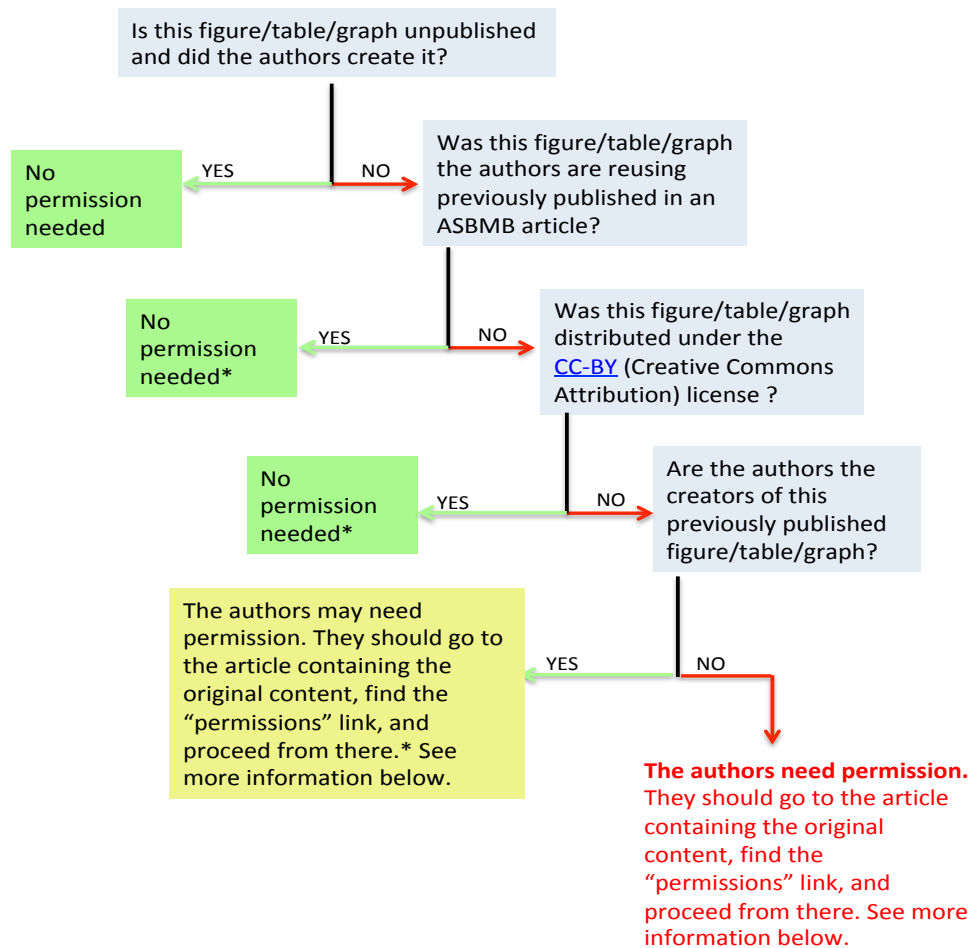 Is this figure/table/graph unpublished
and did the authors create it?
YES
NO
No
permission
needed
Was this figure/table/graph
the authors are reusing
previously published in an
ASBMB article?
YES
NO
No
permission
needed*
Was this figure/table/graph
distributed under the
CC-BY (Creative Commons
Attribution) license ?
YES
NO
No
permission
needed*
Are the authors the
creators of this
previously published
figure/table/graph?
YES
NO
The authors may need
permission. They should go to
the article containing the
original content, find the
“permissions” link, and
proceed from there.* See
more information below.
The authors need permission.
They should go to the article
containing the original
content, find the
“permissions” link, and
proceed from there. See more
information below.